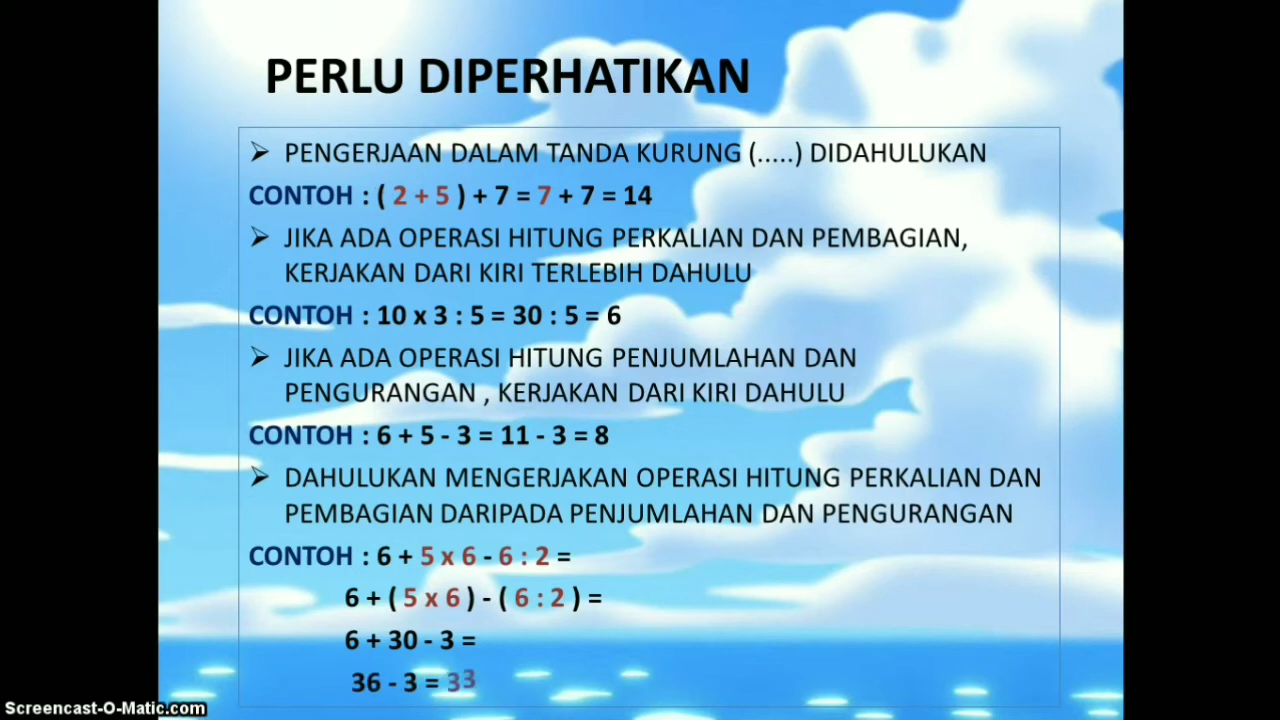 PERLU DIPERHATIKAN
➢ PENGERJAAN DALAM TANDA KURUNG (.....) DIDAHULUKAN
CONTOH : ( 2 + 5 ) + 7 = 7 + 7 = 14
➢ JIKA ADA OPERASI HITUNG PERKALIAN DAN PEMBAGIAN,
KERJAKAN DARI KIRI TERLEBIH DAHULU
CONTOH : 10 x 3 : 5 = 30 : 5 = 6
➢ JIKA ADA OPERASI HITUNG PENJUMLAHAN DAN
PENGURANGAN , KERJAKAN DARI KIRI DAHULU
CONTOH : 6 + 5 - 3 = 11 - 3 = 8
➢ DAHULUKAN MENGERJAKAN OPERASI HITUNG PERKALIAN DAN
PEMBAGIAN DARIPADA PENJUMLAHAN DAN PENGURANGAN
CONTOH : 6 + 5 x 6 - 6 : 2 =
6 + ( 5 x 6 ) - ( 6 : 2 ) =
6 + 30 - 3 =
36 - 3 = 33
Screencast-O-Matic.com